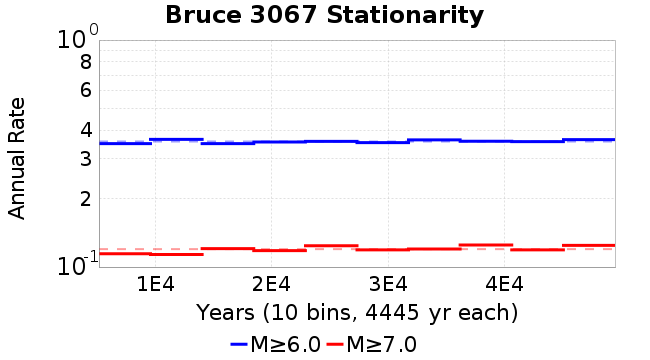 Bruce 3067 Stationarity
10^0
8
6
4
3
2
10^-1
Annual Rate
1E4 2E4 3E4 4E4
Years (10 bins, 4445 yr each)
M≥6.0 M≥7.0